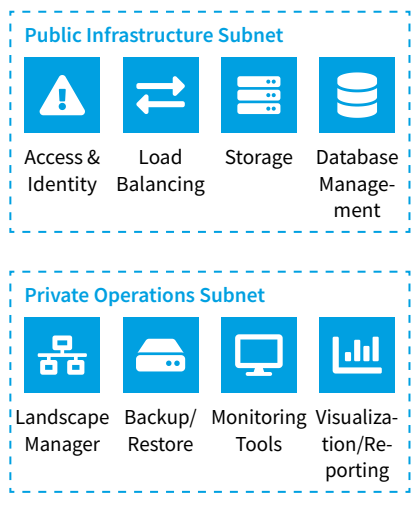 Public Infrastructure Subnet
Access &
Identity
Load
Balancing
Storage
Database
Manage-
ment
Private Operations Subnet
Landscape
Manager
Backup/
Restore
Monitoring
Tools
Visualiza-
tion/Re-
porting